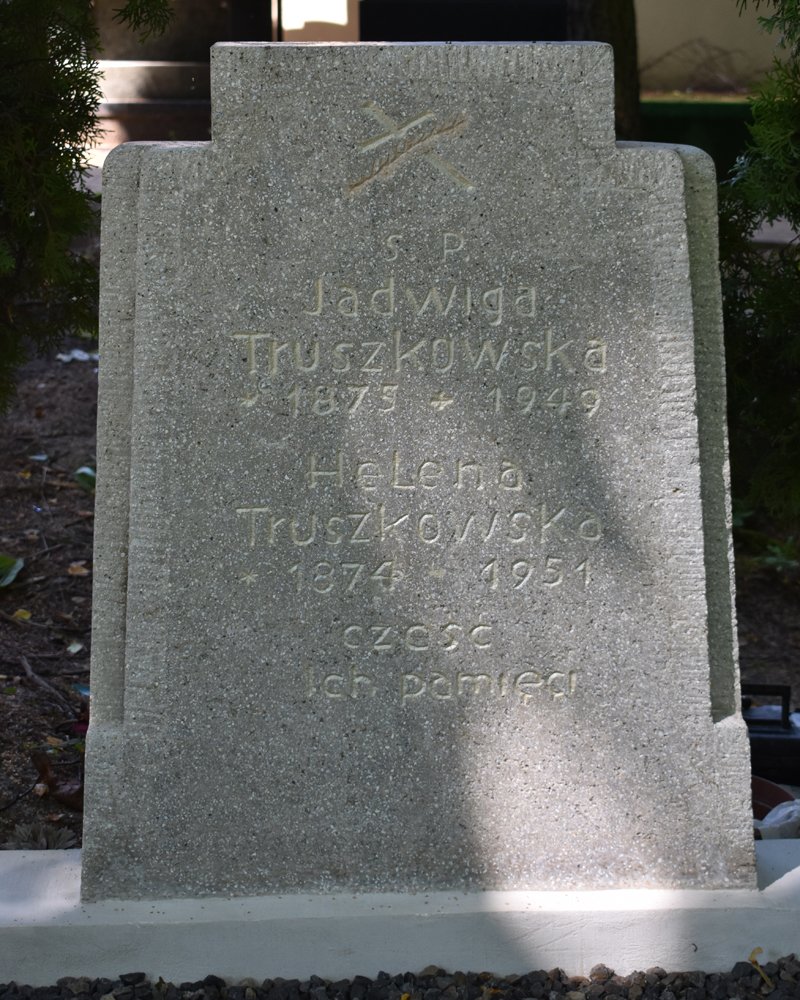 Ś. P.
Jadwiga
Truszkowska
* 1875 + 1949
Helena
Truszkowska
* 1874 + 1951
cześć
Ich pamięci